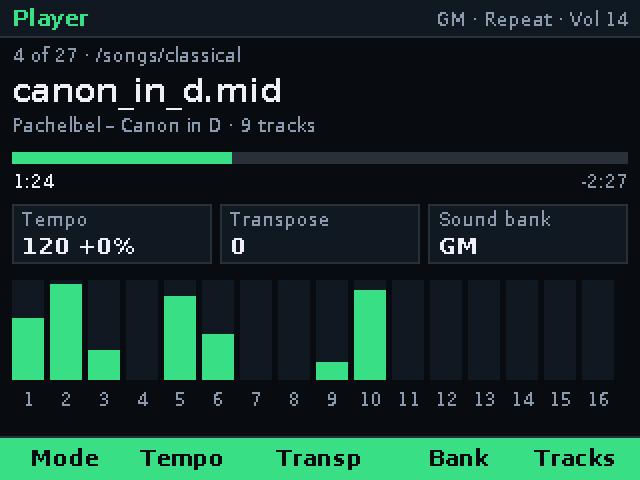 Player GM · Repeat · Vol 14
4 of 27 · /songs/classical
canon_in_d.mid
Pachelbel – Canon in D · 9 tracks
1:24 -2:27
Tempo Transpose Sound bank
120 +0% 0 GM
1 2 3 4 5 6 7 8 9 10 11 12 13 14 15 16
Mode Tempo Transp Bank Tracks